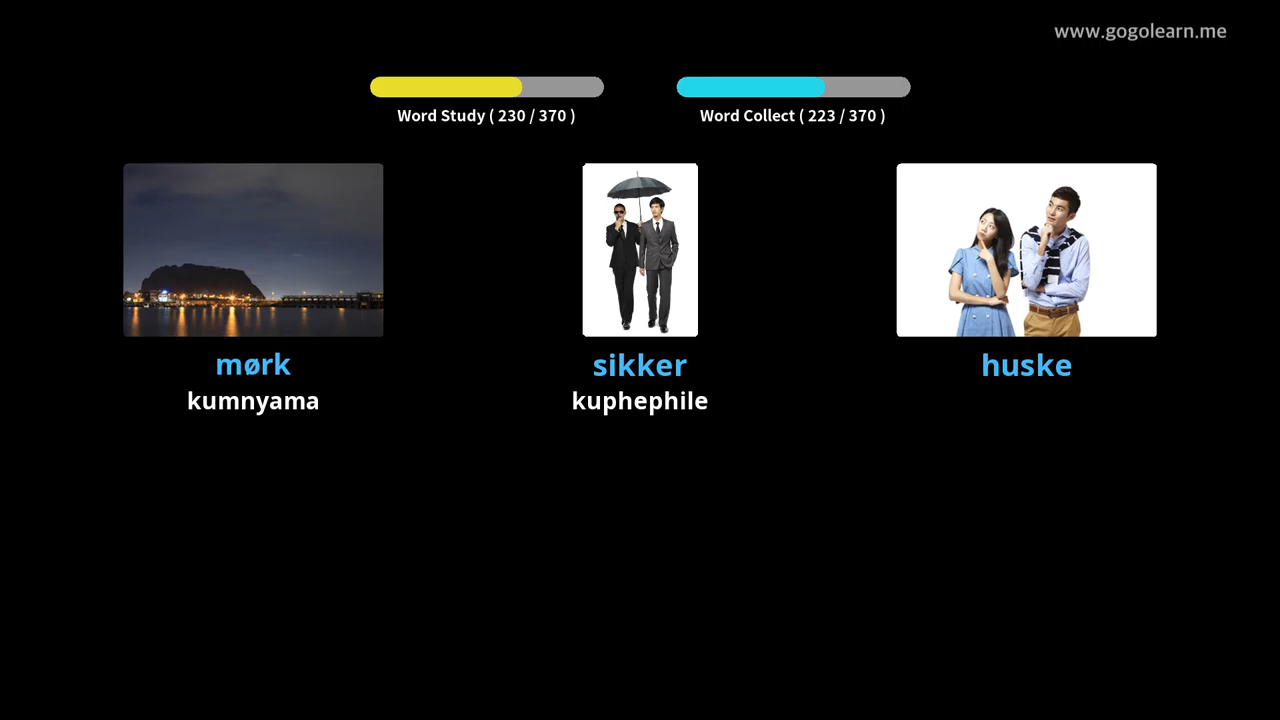 www.gogolearn.me
Word Study ( 230 / 370 )
Word Collect ( 223 / 370 )
mørk
sikker
huske
kumnyama
kuphephile